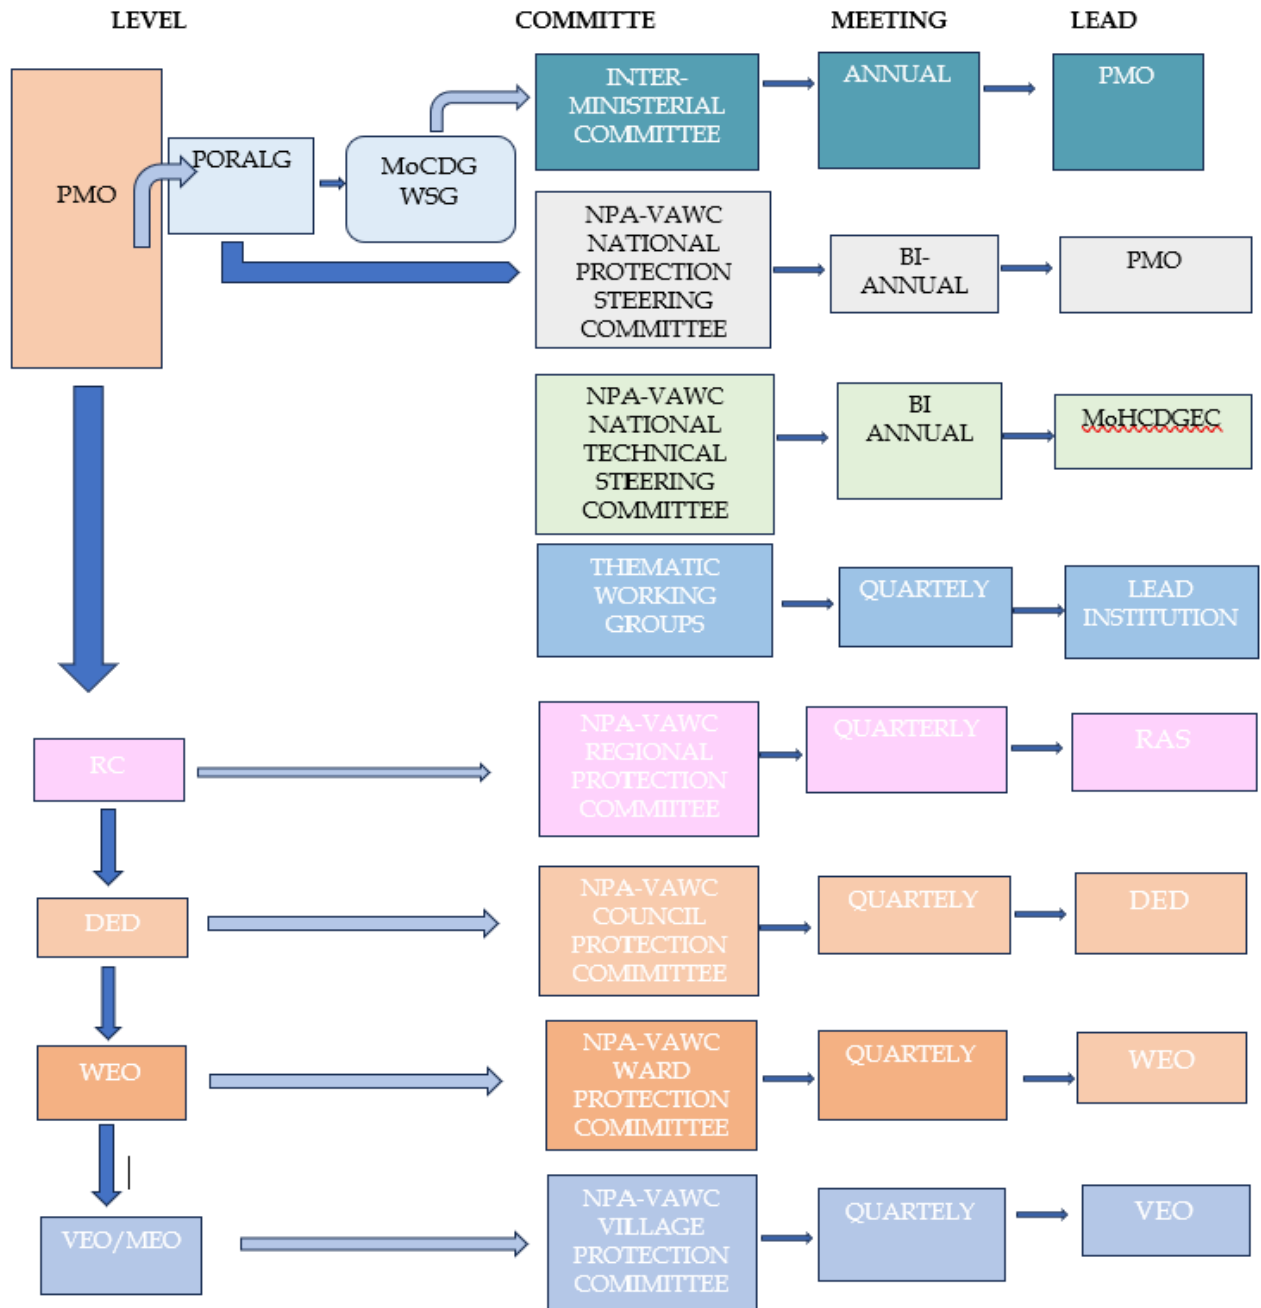 LEVEL COMMITTE MEETING LEAD
PMO
PORALG
MoCDG
WSG
INTER-
MINISTERIAL
COMMITTEE
ANNUAL
PMO
NPA-VAWC
NATIONAL
PROTECTION
STEERING
COMMITTEE
BI-
ANNUAL
PMO
NPA-VAWC
NATIONAL
TECHNICAL
STEERING
COMMITTEE
BI
ANNUAL
MoHCDGEC
THEMATIC
WORKING
GROUPS
QUARTELY
LEAD
INSTITUTION
RC
NPA-VAWC
REGIONAL
PROTECTION
COMMIITEE
QUARTERLY
RAS
DED
NPA-VAWC
COUNCIL
PROTECTION
COMIMITTEE
QUARTELY
DED
WEO
NPA-VAWC
WARD
PROTECTION
COMIMITTEE
QUARTELY
WEO
VEO/MEO
NPA-VAWC
VILLAGE
PROTECTION
COMIMITTEE
QUARTELY
VEO